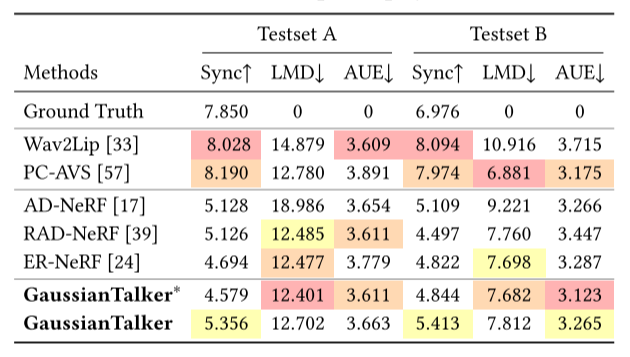 Testset A Testset B
Methods Sync↑ LMD↓ AUE↓ Sync↑ LMD↓ AUE↓
Ground Truth 7.850 0 0 6.976 0 0
Wav2Lip [33] 8.028 14.879 3.609 8.094 10.916 3.715
PC-AVS [57] 8.190 12.780 3.891 7.974 6.881 3.175
AD-NeRF [17] 5.128 18.986 3.654 5.109 9.221 3.266
RAD-NeRF [39] 5.126 12.485 3.611 4.497 7.760 3.447
ER-NeRF [24] 4.694 12.477 3.779 4.822 7.698 3.287
GaussianTalker* 4.579 12.401 3.611 4.844 7.682 3.123
GaussianTalker 5.356 12.702 3.663 5.413 7.812 3.265